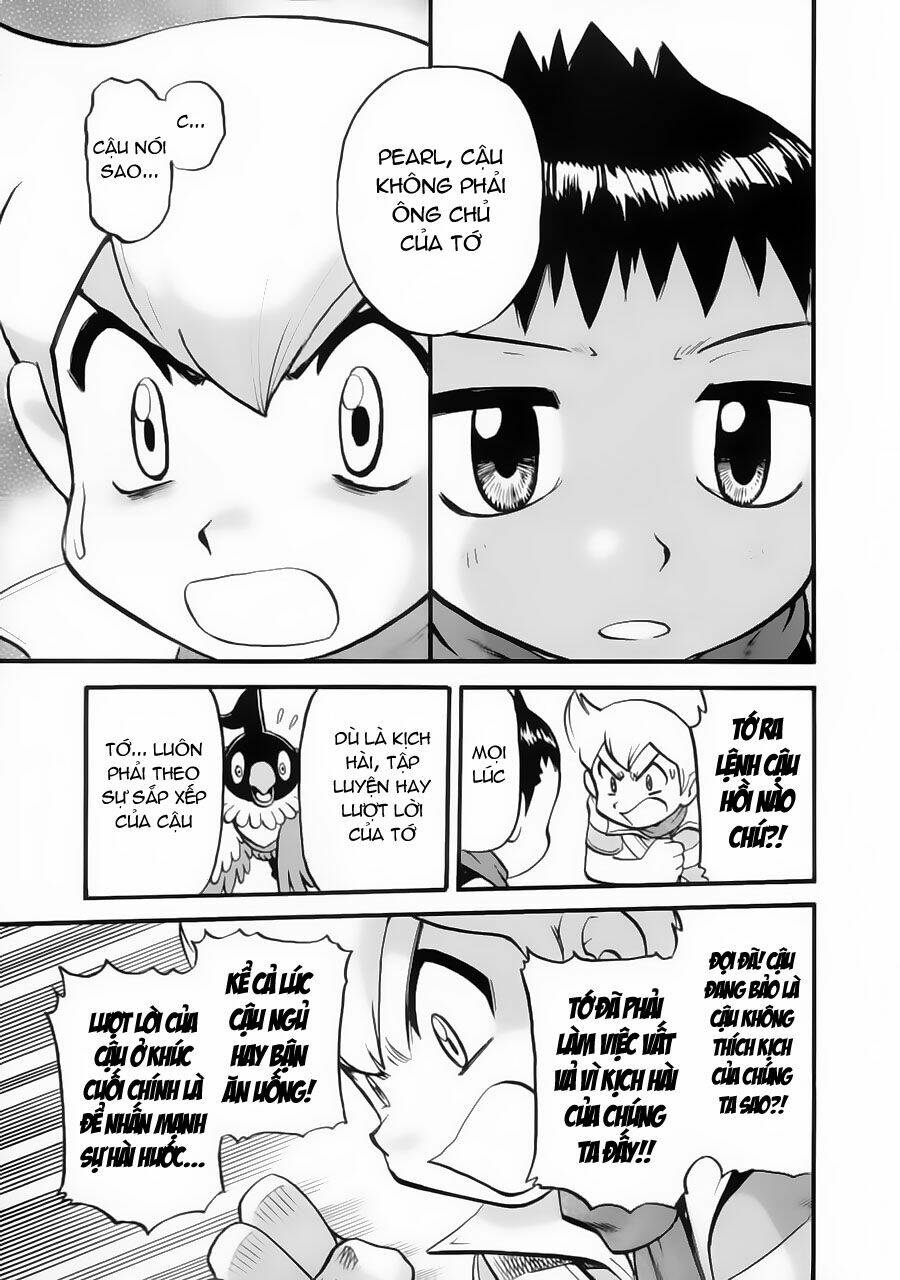 PEARL, CẬU
KHÔNG PHẢI
ÔNG CHỦ
CỦA TỚ
C...
CẬU NÓI
SAO...
TỚ RA
LỆNH CẬU
HỒI NÀO
CHỨ?!
MỌI
LÚC
DÙ LÀ KỊCH
HÀI, TẬP
LUYỆN HAY
LƯỢT LỜI
CỦA TỚ
TỚ... LUÔN
PHẢI THEO
SỰ SẮP XẾP
CỦA CẬU
ĐỢI ĐÃ! CẬU
ĐANG BẢO LÀ
CẬU KHÔNG
THÍCH KỊCH
CỦA CHÚNG
TA SAO?!
TỚ ĐÃ PHẢI
LÀM VIỆC VẤT
VẢ VÌ KỊCH HÀI
CỦA CHÚNG
TA ĐẤY!!
KỂ CẢ LÚC
CẬU NGỦ
HAY BẬN
ĂN UỐNG!
LƯỢT LỜI CỦA
CẬU Ở KHÚC
CUỐI CHÍNH LÀ
ĐỂ NHẤN MẠNH
SỰ HÀI HƯỚC...